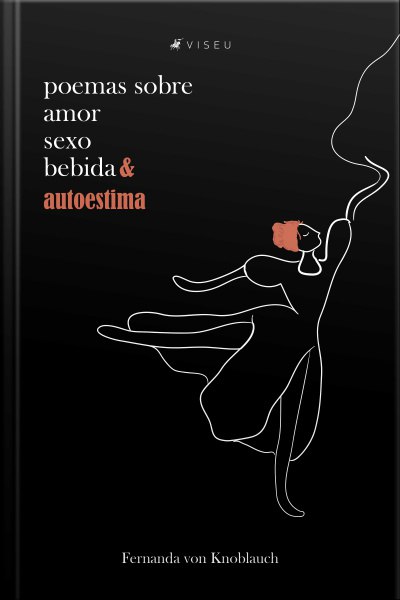 VISEU
poemas sobre
amor
sexo
bebida &
autoestima
Fernanda von Knoblauch